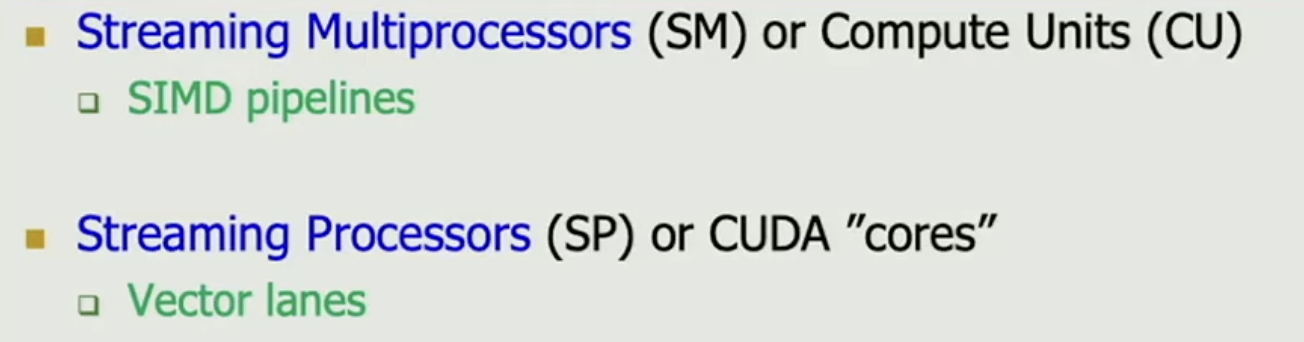 Streaming Multiprocessors (SM) or Compute Units (CU)
SIMD pipelines
Streaming Processors (SP) or CUDA ”cores”
Vector lanes